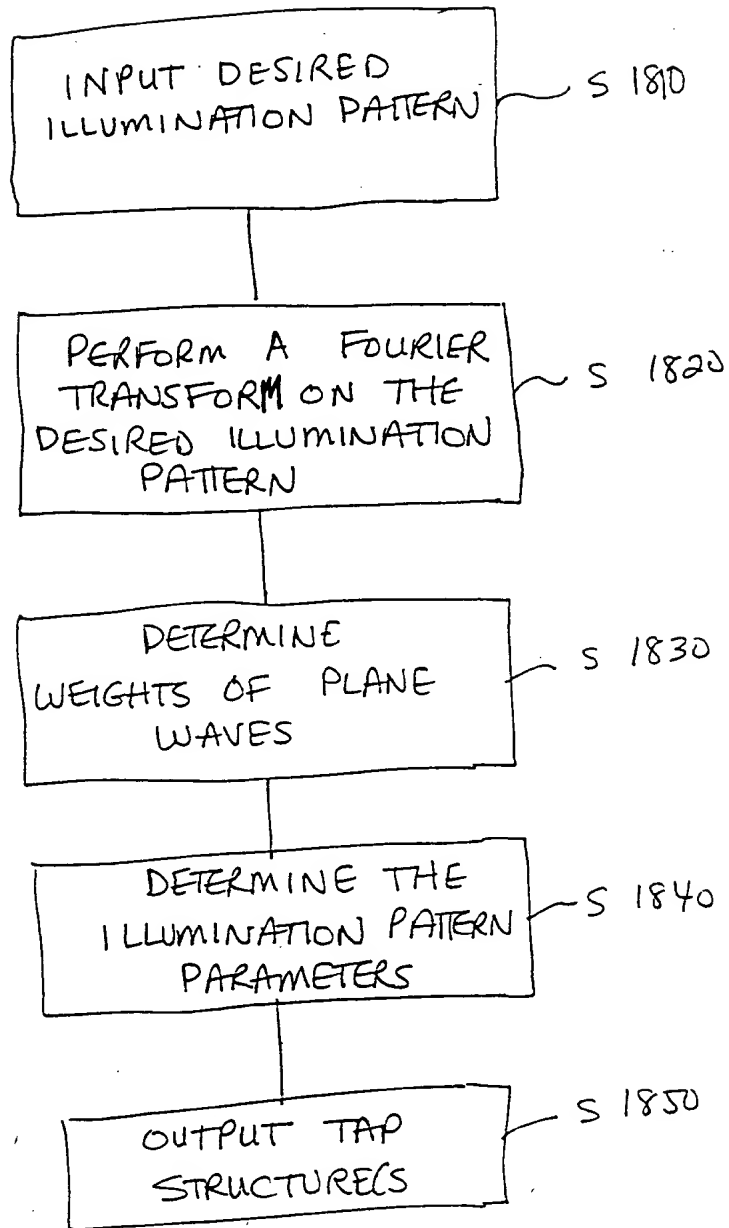 INPUT DESIRED
ILLUMINATION PATTERN
S 1810
PERFORM A FOURIER
TRANSFORM ON THE
DESIRED ILLUMINATION
PATTERN
S 1820
DETERMINE
WEIGHTS OF PLANE
WAVES
S 1830
DETERMINE THE
ILLUMINATION PATTERN
PARAMETERS
S 1840
OUTPUT TAP
STRUCTURE(S
S 1850